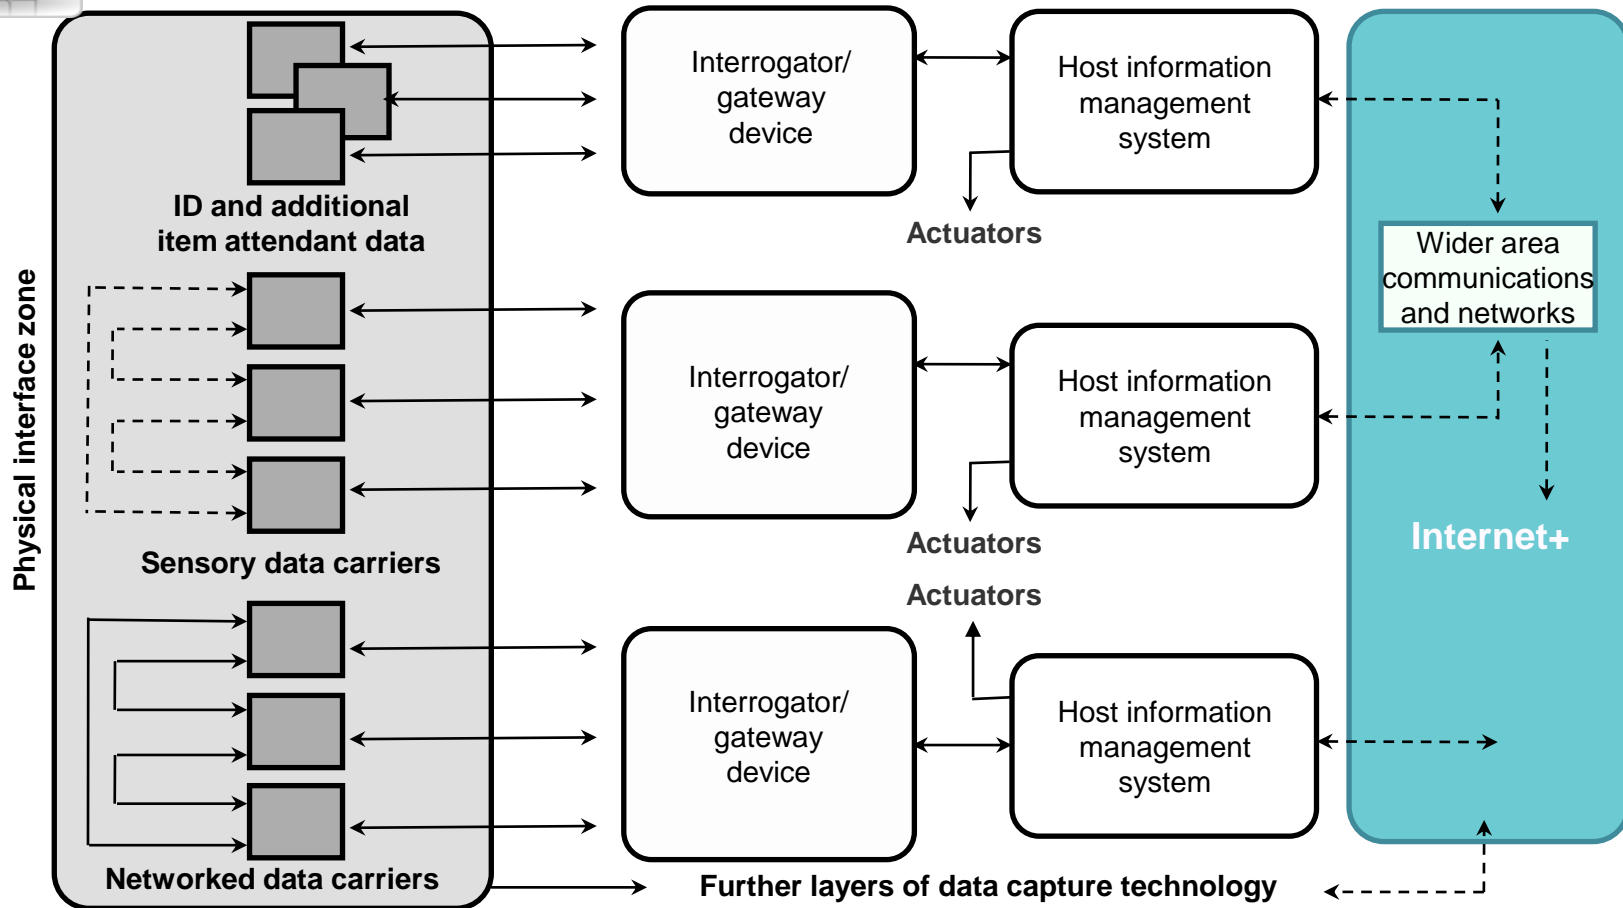 Physical interface zone
ID and additional
item attendant data
Interrogator/
gateway
device
Host information
management
system
Actuators
Wider area
communications
and networks
Sensory data carriers
Interrogator/
gateway
device
Host information
management
system
Actuators
Internet+
Networked data carriers
Interrogator/
gateway
device
Actuators
Host information
management
system
Further layers of data capture technology